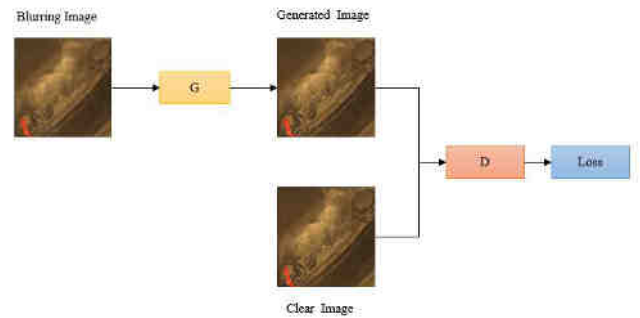 Blurring Image
Generated Image
G
D
Loss
Clear Image